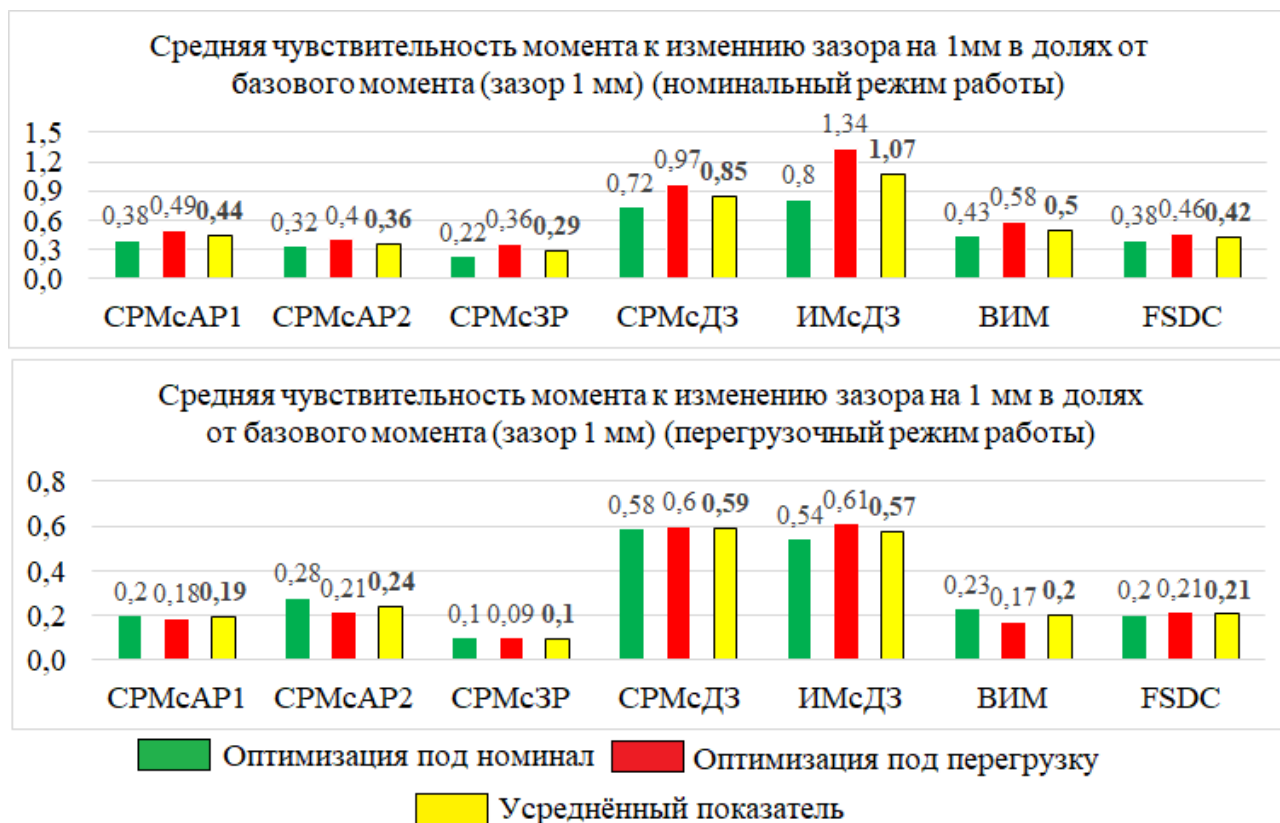 Средняя чувствительность момента к изменнию зазора на 1мм в долях от
базового момента (зазор 1 мм) (номинальный режим работы)
1,5
1,2
0,9
0,6
0,3
0,0
0,38 0,49 0,44
0,32 0,4 0,36
0,22 0,36 0,29
0,72 0,97 0,85
0,8 1,34 1,07
0,43 0,58 0,5
0,38 0,46 0,42
СРМсАР1 СРМсАР2 СРМсЗР СРМсДЗ ИМсДЗ ВИМ FSDC
Средняя чувствительность момента к изменению зазора на 1 мм в долях
от базового момента (зазор 1 мм) (перегрузочный режим работы)
0,8
0,6
0,4
0,2
0,0
0,2 0,18 0,19
0,28 0,21 0,24
0,1 0,09 0,1
0,58 0,6 0,59
0,54 0,61 0,57
0,23 0,17 0,2
0,2 0,21 0,21
СРМсАР1 СРМсАР2 СРМсЗР СРМсДЗ ИМсДЗ ВИМ FSDC
Оптимизация под номинал Оптимизация под перегрузку
Усреднённый показатель